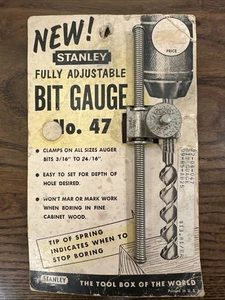 NEW!
STANLEY
FULLY ADJUSTABLE
BIT GAUGE
No. 47
PRICE
• CLAMPS ON ALL SIZES AUGER
BITS 3/16" TO 24/16".
• EASY TO SET FOR DEPTH OF
HOLE DESIRED.
• WON'T MAR OR MARK WORK
WHEN BORING IN FINE
CABINET WOOD.
TIP OF SPRING
INDICATES WHEN TO
STOP BORING
STANLEY
THE TOOL BOX OF THE WORLD